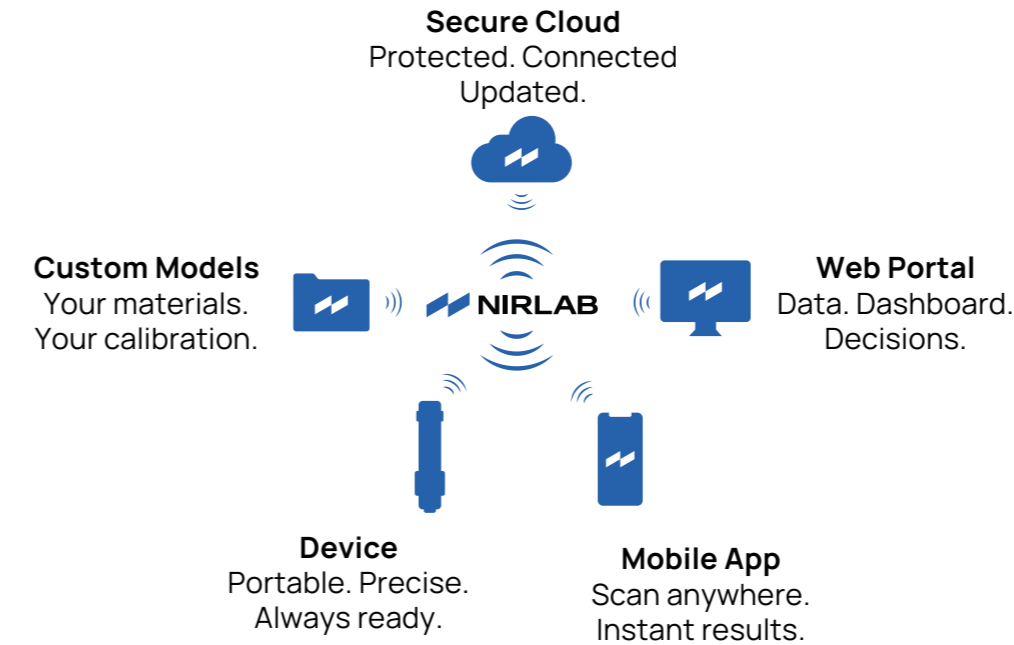 Secure Cloud
Protected. Connected
Updated.
Custom Models
Your materials.
Your calibration.
NIRLAB
Web Portal
Data. Dashboard.
Decisions.
Device
Portable. Precise.
Always ready.
Mobile App
Scan anywhere.
Instant results.